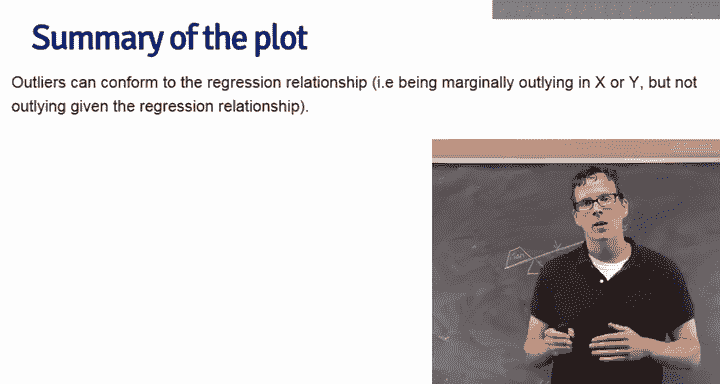 Summary of the plot
Outliers can conform to the regression relationship (i.e being marginally outlying in X or Y, but not
outlying given the regression relationship).